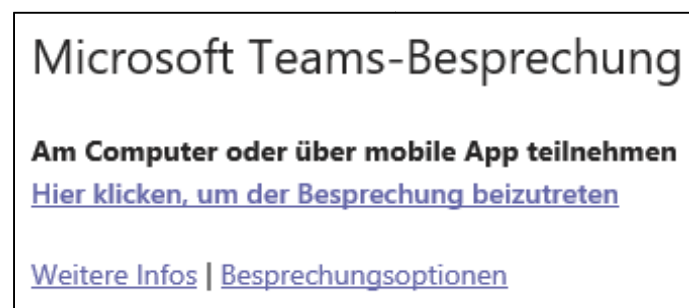 Microsoft Teams-Besprechung
Am Computer oder über mobile App teilnehmen
Hier klicken, um der Besprechung beizutreten
Weitere Infos | Besprechungsoptionen